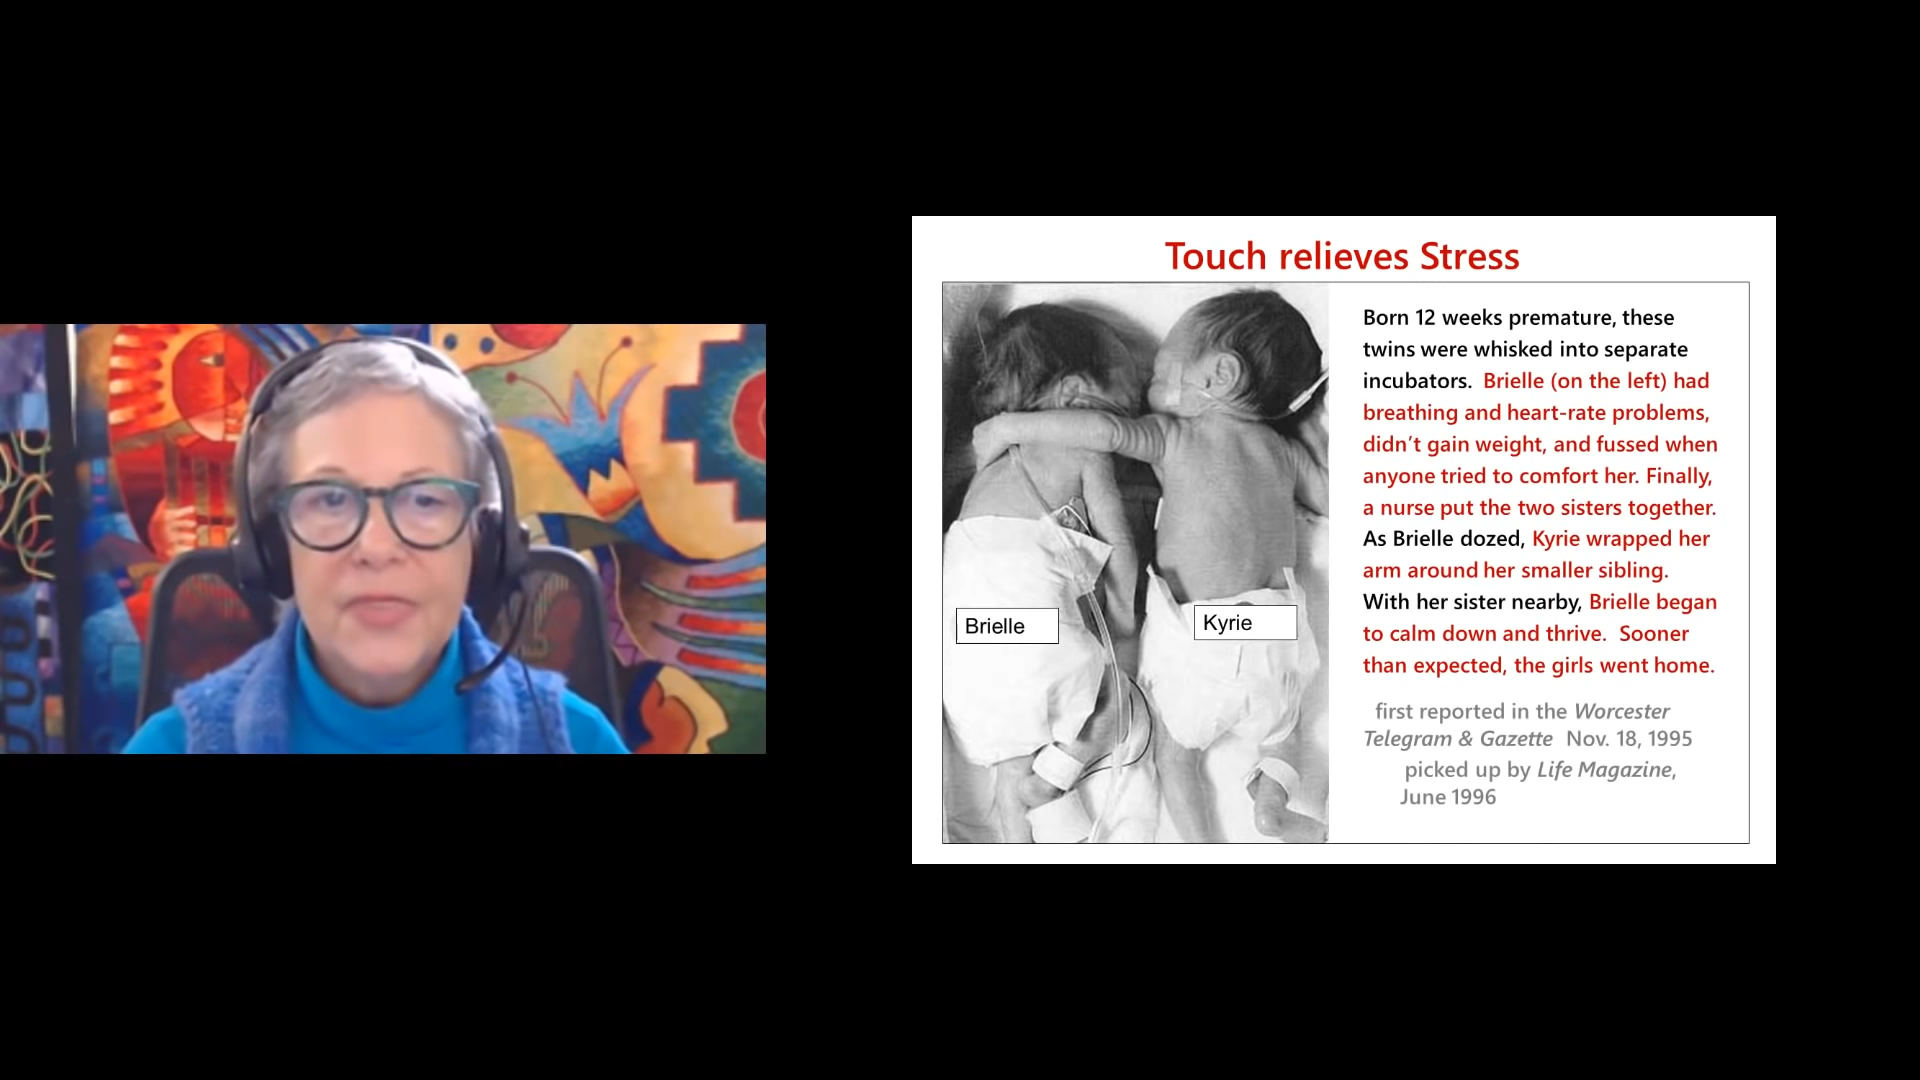 Touch relieves Stress
Born 12 weeks premature, these
twins were whisked into separate
incubators. Brielle (on the left) had
breathing and heart-rate problems,
didn’t gain weight, and fussed when
anyone tried to comfort her. Finally,
a nurse put the two sisters together.
As Brielle dozed, Kyrie wrapped her
arm around her smaller sibling.
With her sister nearby, Brielle began
to calm down and thrive. Sooner
than expected, the girls went home.
first reported in the Worcester
Telegram & Gazette Nov. 18, 1995
picked up by Life Magazine,
June 1996
Brielle
Kyrie